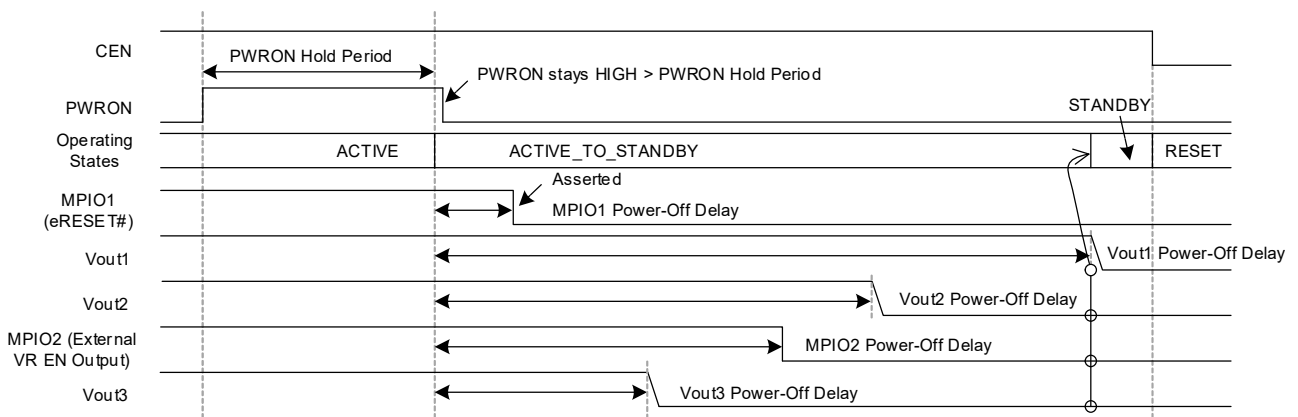 CEN
PWRON Hold Period
PWRON stays HIGH > PWRON Hold Period
PWRON
STANDBY
Operating
States
ACTIVE
ACTIVE_TO_STANDBY
RESET
MPIO1
(eRESET#)
Asserted
MPIO1 Power-Off Delay
Vout1
Vout1 Power-Off Delay
Vout2
Vout2 Power-Off Delay
MPIO2 (External
VR EN Output)
MPIO2 Power-Off Delay
Vout3
Vout3 Power-Off Delay